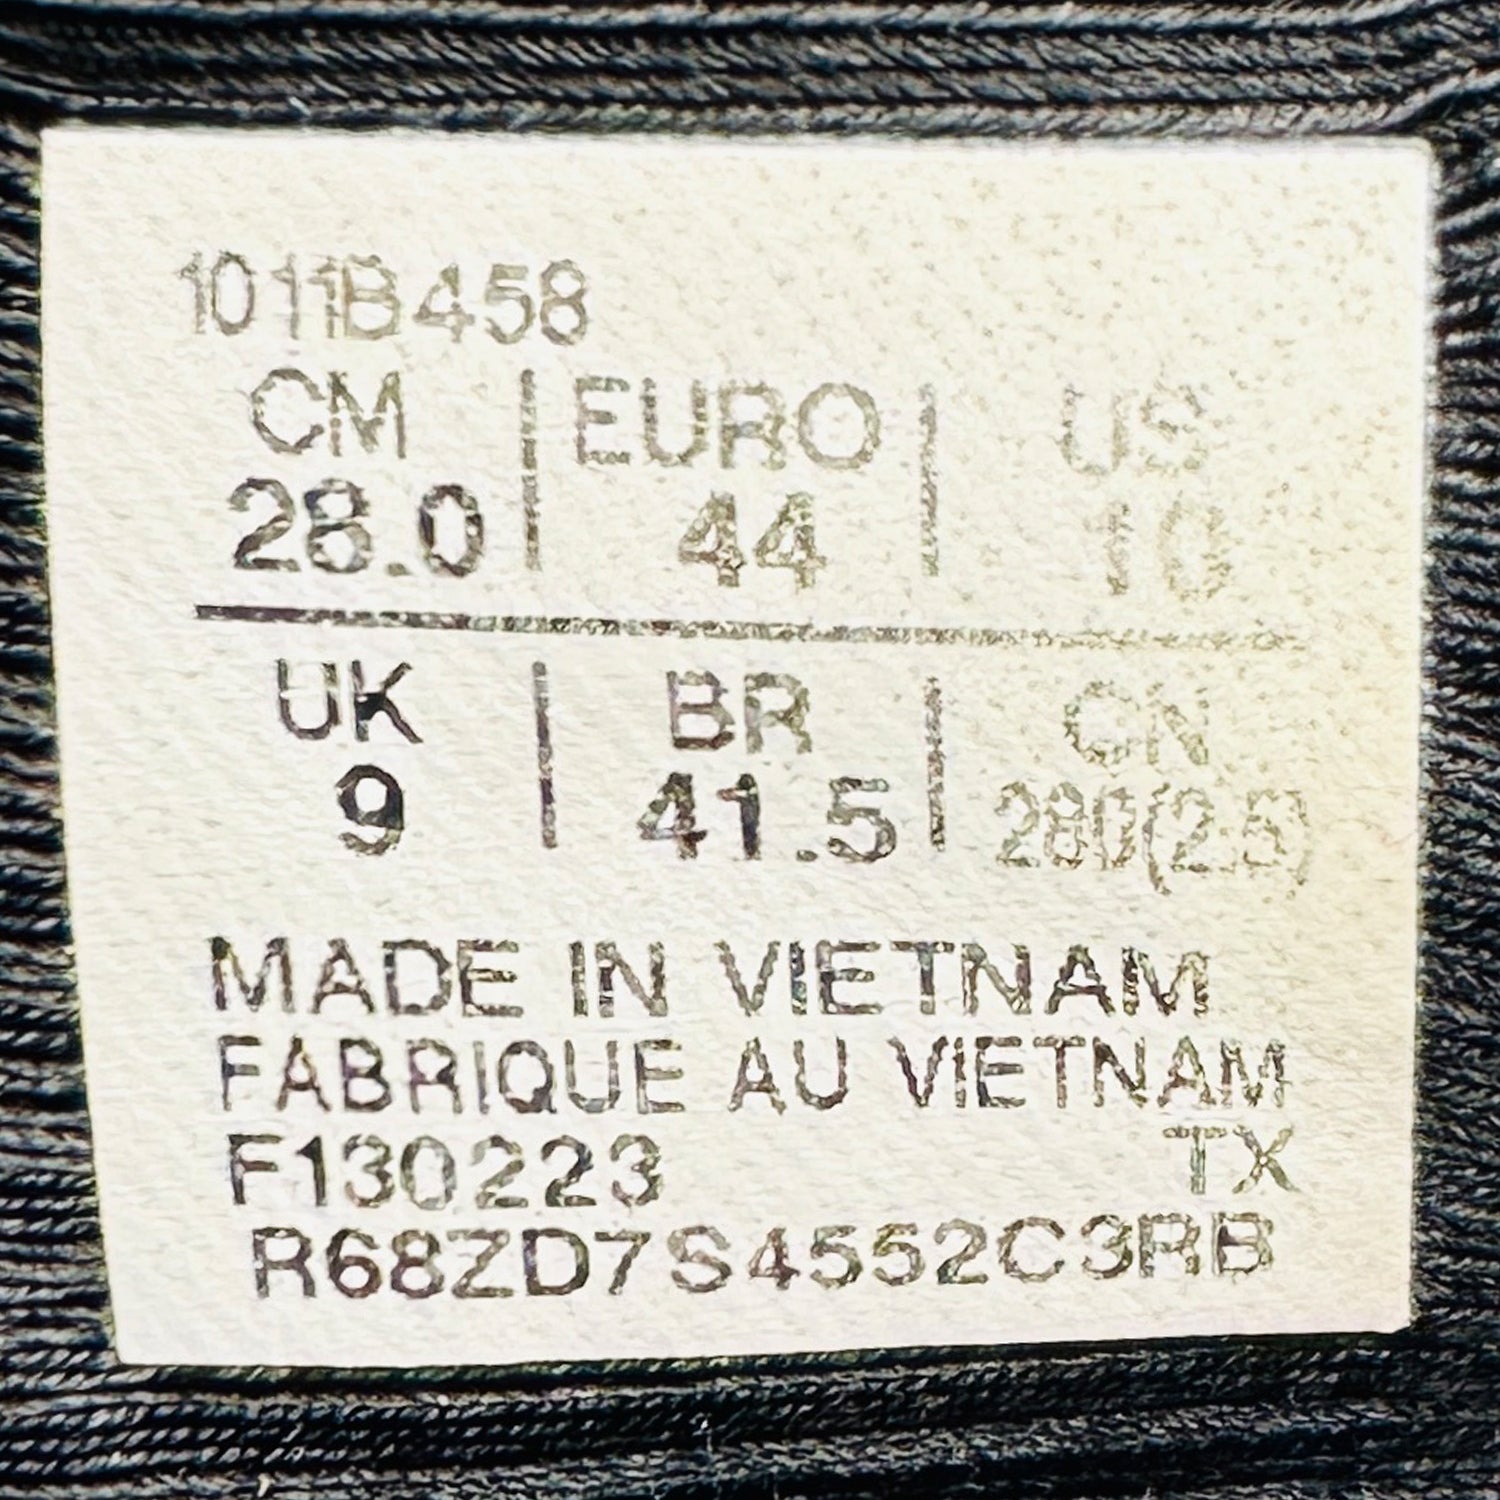 1011B458
CM | EURO | US
28.0 | 44 | 10
UK | BR | CN
9 | 41.5 | 280(2.5)
MADE IN VIETNAM
FABRIQUE AU VIETNAM
F130223 TX
R68ZD7S4552C3RB